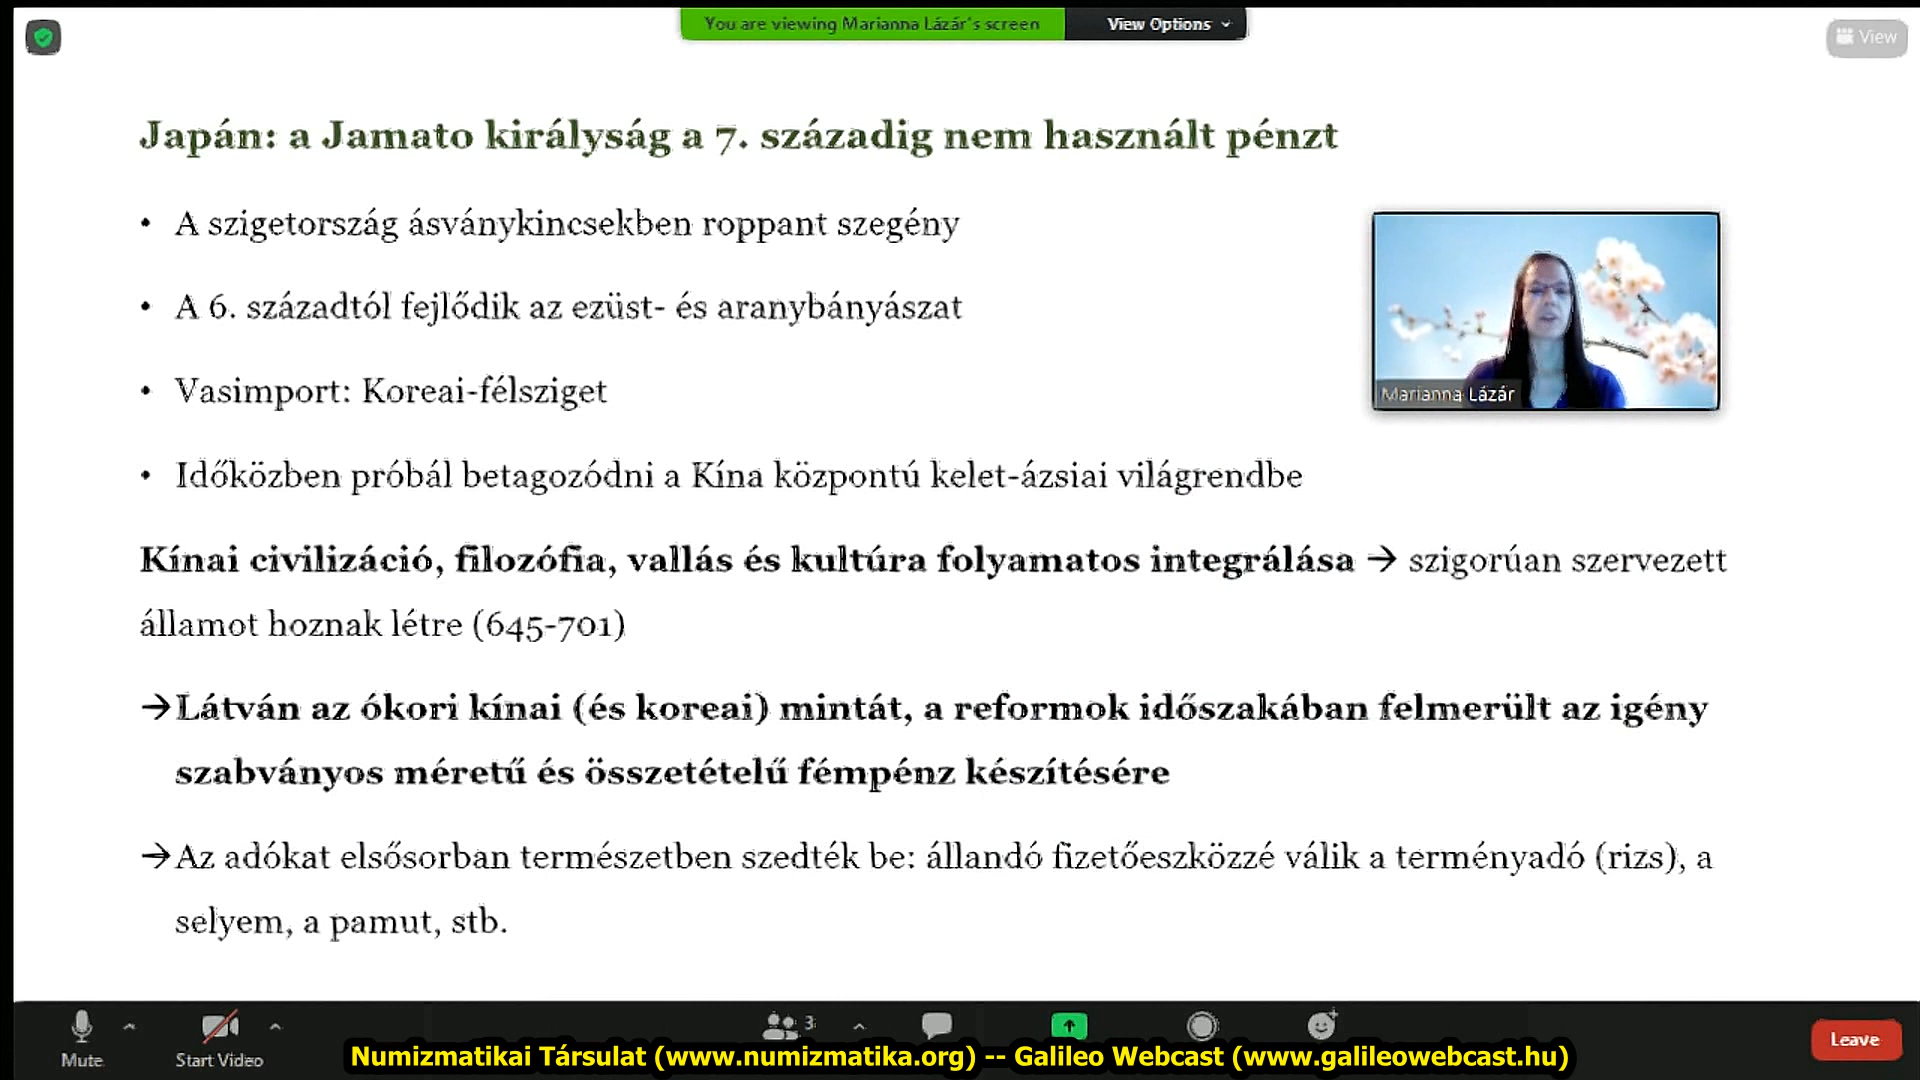 You are viewing Marianna Lázár's screen
View Options
View
Japán: a Jamato királyság a 7. századig nem használt pénzt
• A szigetország ásványkincsekben roppant szegény
• A 6. századtól fejlődik az ezüst- és aranybányászat
• Vasimport: Koreai-félsziget
Marianna Lázár
• Időközben próbál betagozódni a Kína központú kelet-ázsiai világrendbe
Kínai civilizáció, filozófia, vallás és kultúra folyamatos integrálása → szigorúan szervezett
államot hoznak létre (645-701)
→Látván az ókori kínai (és koreai) mintát, a reformok időszakában felmerült az igény
szabványos méretű és összetételű fémpénz készítésére
→Az adókat elsősorban természetben szedték be: állandó fizetőeszközzé válik a terményadó (rizs), a
selyem, a pamut, stb.
3
Mute
Start Video
Leave
Numizmatikai Társulat (www.numizmatika.org) -- Galileo Webcast (www.galileowebcast.hu)